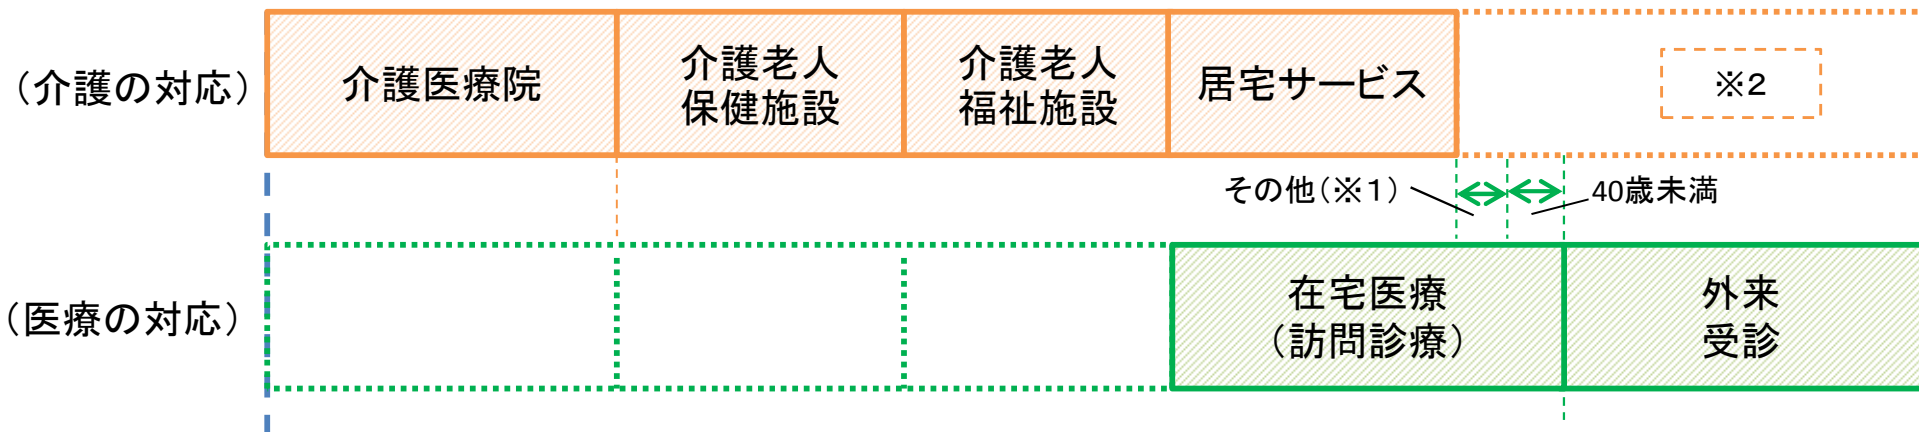 （介護の対応）
介護医療院
介護老人
保健施設
介護老人
福祉施設
居宅サービス
※2
その他（※1）
40歳未満
（医療の対応）
在宅医療
（訪問診療）
外来
受診